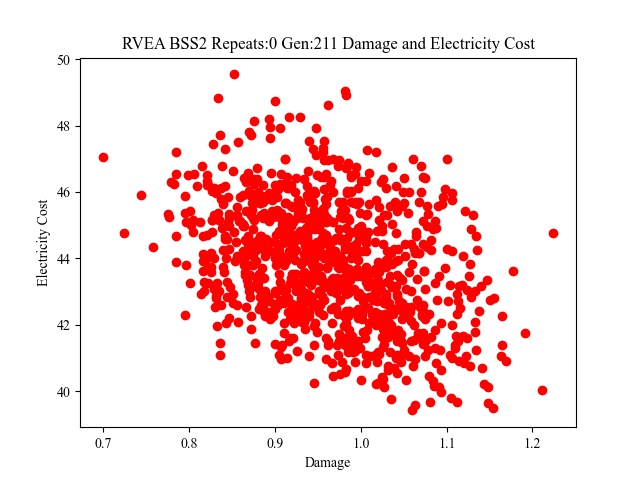 RVEA BSS2 Repeats:0 Gen:211 Damage and Electricity Cost
50
48
46
44
42
40
Electricity Cost
0.7 0.8 0.9 1.0 1.1 1.2
Damage